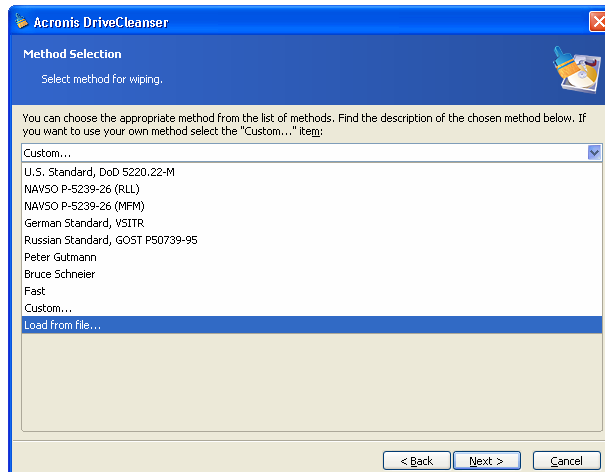 Acronis DriveCleanser
Method Selection
Select method for wiping.
You can choose the appropriate method from the list of methods. Find the description of the chosen method below. If
you want to use your own method select the "Custom..." item:
Custom...
U.S. Standard, DoD 5220.22-M
NAVSO P-5239-26 (RLL)
NAVSO P-5239-26 (MFM)
German Standard, VSITR
Russian Standard, GOST P50739-95
Peter Gutmann
Bruce Schneier
Fast
Custom...
Load from file...
< Back
Next >
Cancel